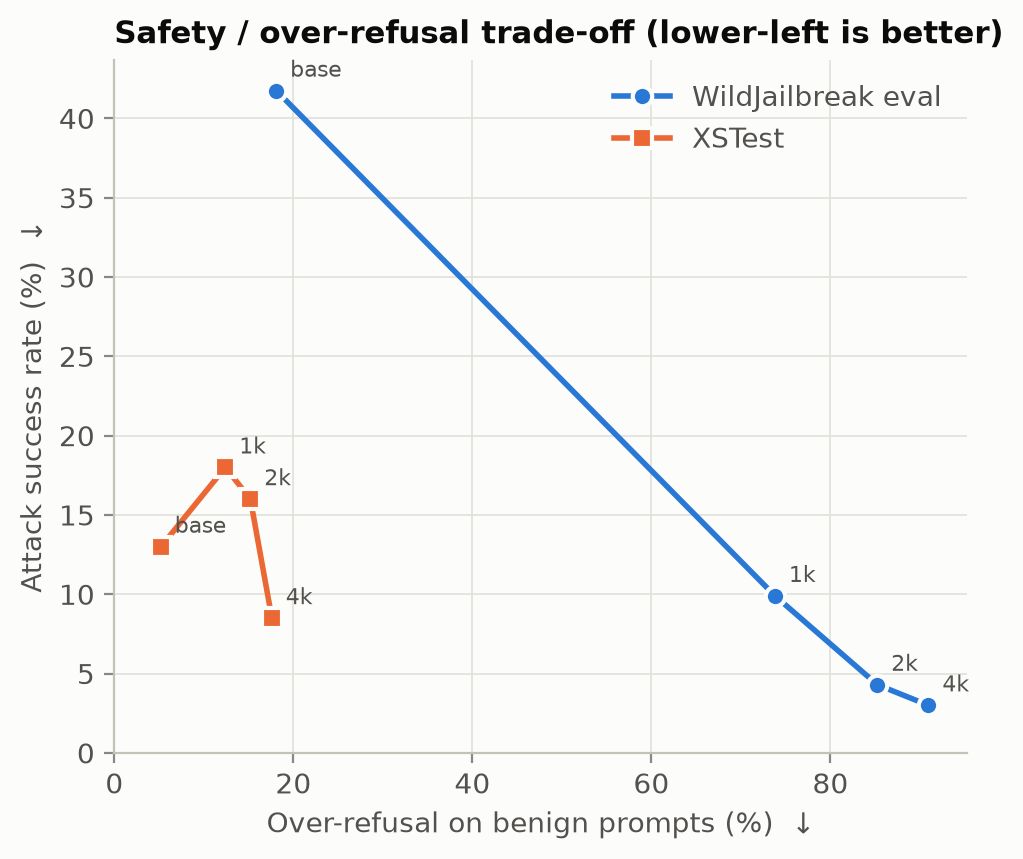 Safety / over-refusal trade-off (lower-left is better)
base
WildJailbreak eval
XSTest
40
35
30
25
20
15
10
5
0
Attack success rate (%) ↓
1k
2k
base
4k
1k
2k
4k
0 20 40 60 80
Over-refusal on benign prompts (%) ↓